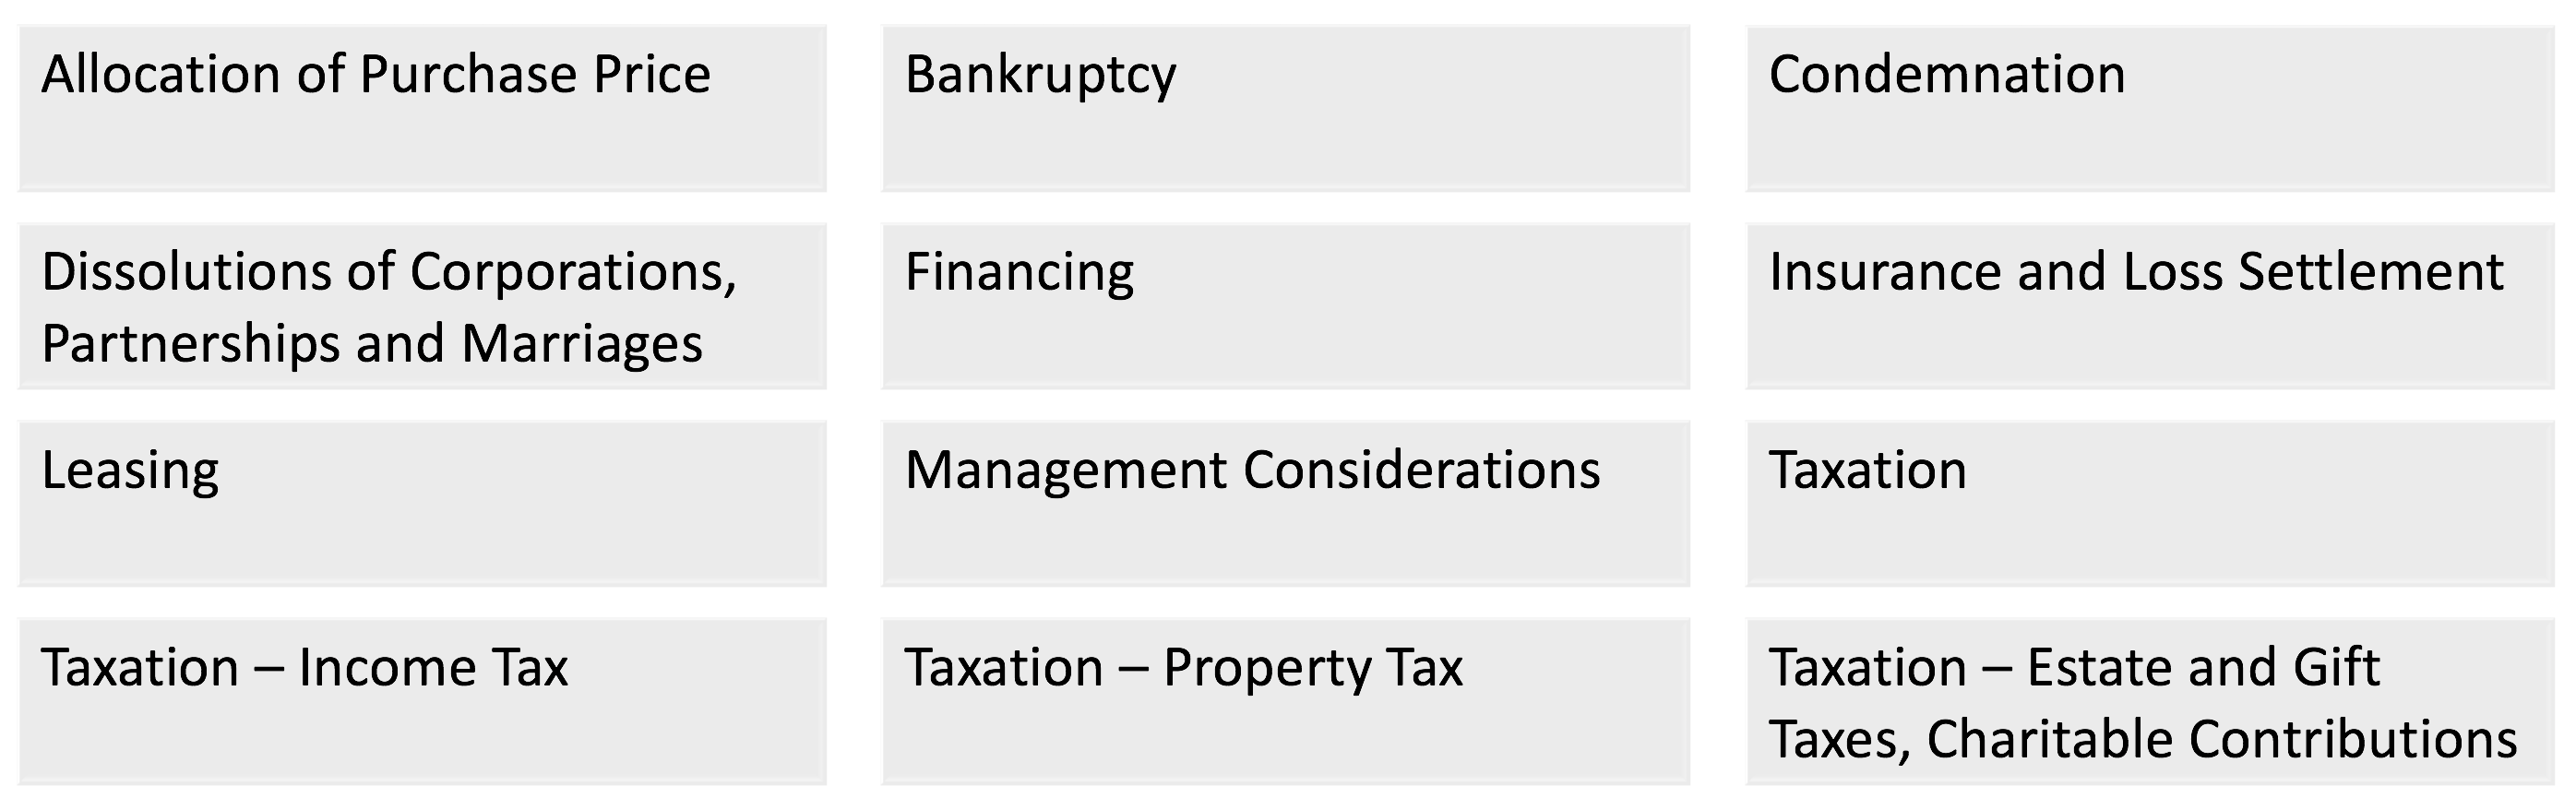 Allocation of Purchase Price
Bankruptcy
Condemnation
Dissolutions of Corporations,
Partnerships and Marriages
Financing
Insurance and Loss Settlement
Leasing
Management Considerations
Taxation
Taxation – Income Tax
Taxation – Property Tax
Taxation – Estate and Gift
Taxes, Charitable Contributions